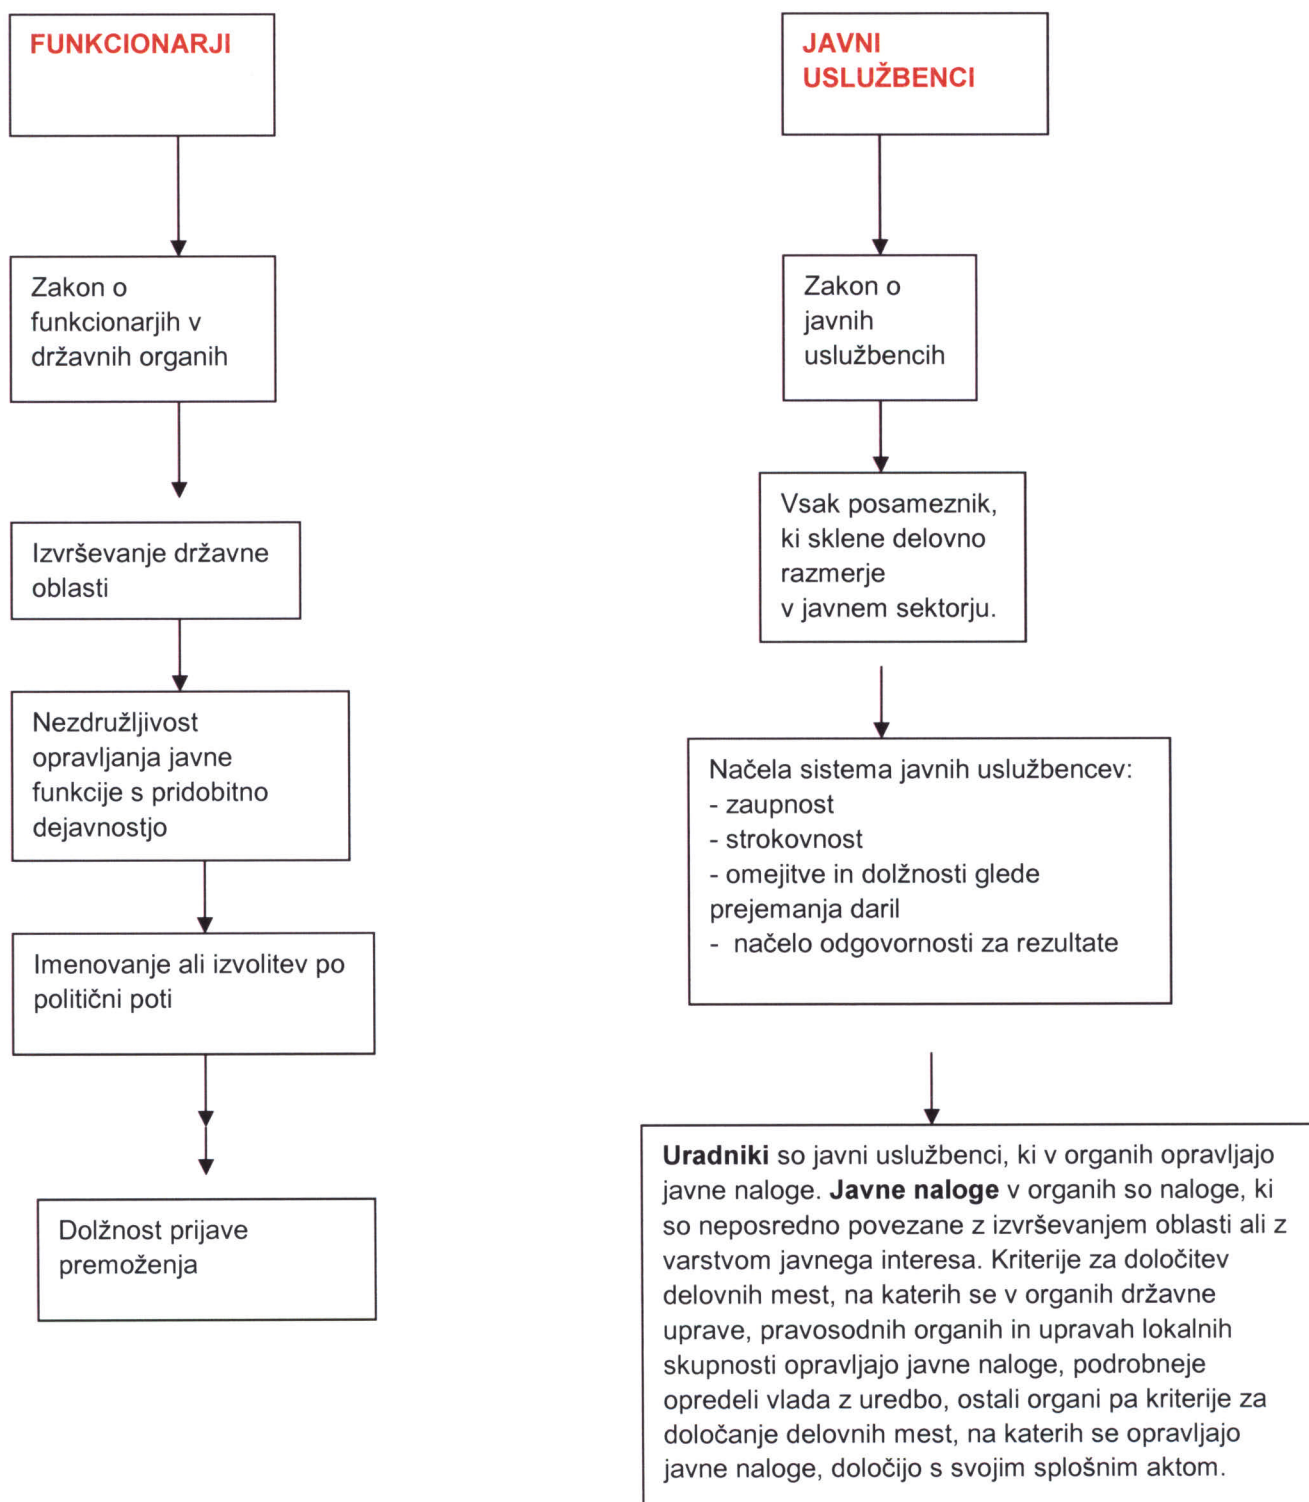 FUNKCIONARJI
Zakon o
funkcionarjih v
državnih organih
Izvrševanje državne
oblasti
Nezdružljivost
opravljanja javne
funkcije s pridobitno
dejavnostjo
Imenovanje ali izvolitev po
politični poti
Dolžnost prijave
premoženja
JAVNI
USLUŽBENCI
Zakon o
javnih
uslužbencih
Vsak posameznik,
ki sklene delovno
razmerje
v javnem sektorju.
Načela sistema javnih uslužbencev:
- zaupnost
- strokovnost
- omejitve in dolžnosti glede
prejemanja daril
- načelo odgovornosti za rezultate
Uradniki so javni uslužbenci, ki v organih opravljajo
javne naloge. Javne naloge v organih so naloge, ki
so neposredno povezane z izvrševanjem oblasti ali z
varstvom javnega interesa. Kriterije za določitev
delovnih mest, na katerih se v organih državne
uprave, pravosodnih organih in upravah lokalnih
skupnosti opravljajo javne naloge, podrobneje
opredeli vlada z uredbo, ostali organi pa kriterije za
določanje delovnih mest, na katerih se opravljajo
javne naloge, določijo s svojim splošnim aktom.